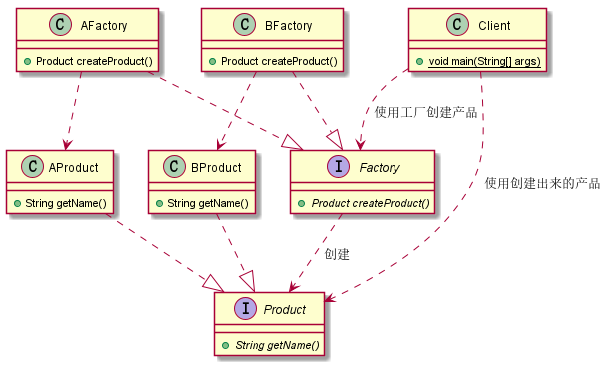 C AFactory
Product createProduct()
C BFactory
Product createProduct()
C Client
void main(String[] args)
使用工厂创建产品
使用创建出来的产品
C AProduct
String getName()
C BProduct
String getName()
I Factory
Product createProduct()
创建
I Product
String getName()